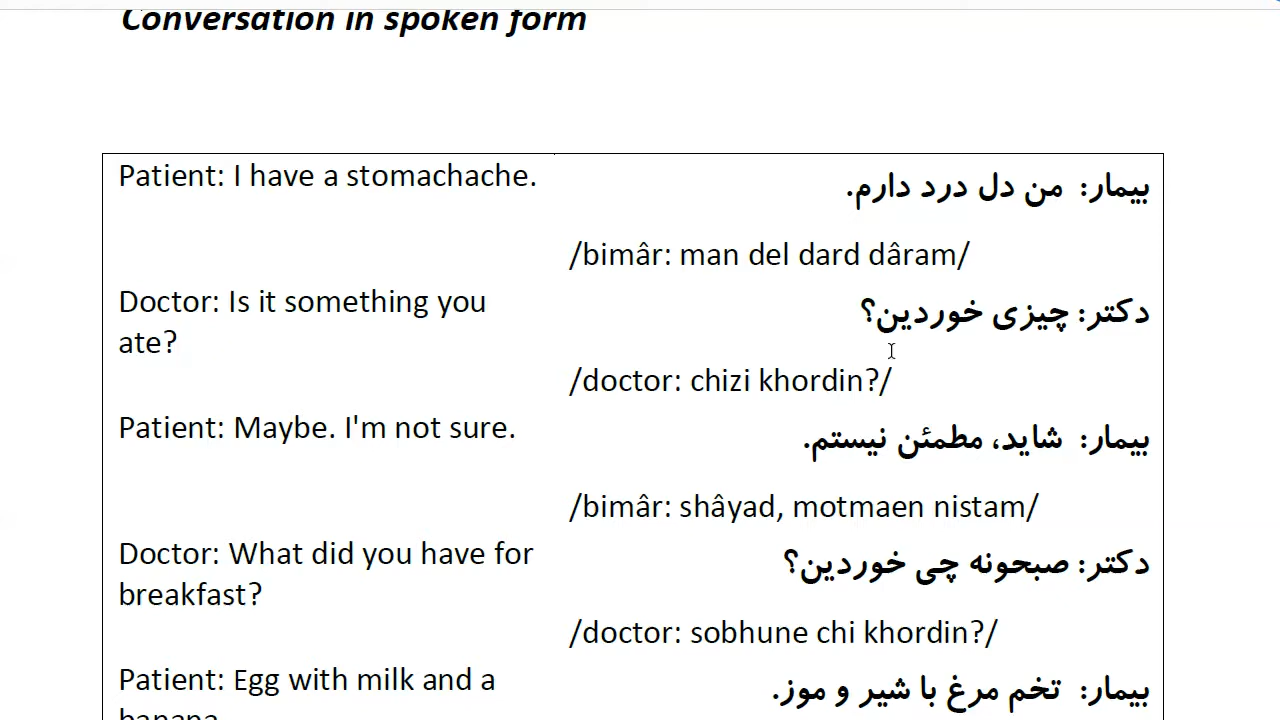 Conversation in spoken form
Patient: I have a stomachache.
بیمار: من دل درد دارم.
/bimâr: man del dard dâram/
Doctor: Is it something you
ate?
دکتر: چیزی خوردین؟
/doctor: chizi khordin?/
Patient: Maybe. I'm not sure.
بیمار: شاید، مطمئن نیستم.
/bimâr: shâyad, motmaen nistam/
Doctor: What did you have for
breakfast?
دکتر: صبحونه چی خوردین؟
/doctor: sobhune chi khordin?/
Patient: Egg with milk and a
banana
بیمار: تخم مرغ با شیر و موز.